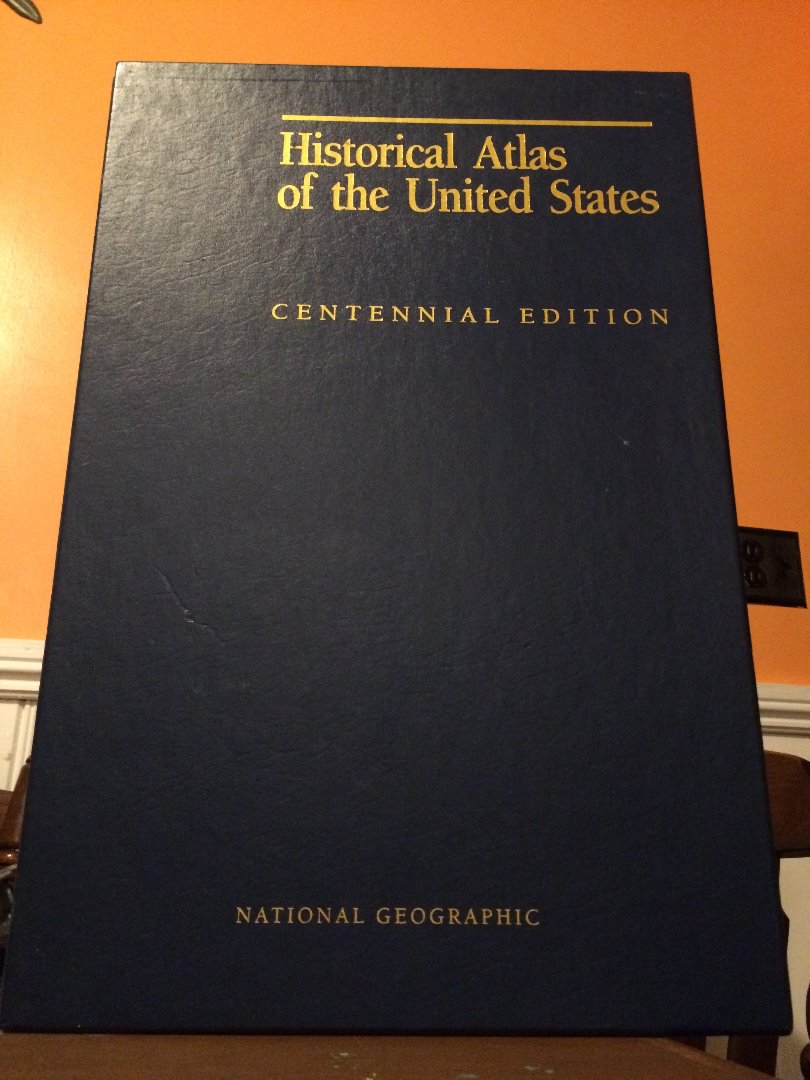 Historical Atlas
of the United States
CENTENNIAL EDITION
NATIONAL GEOGRAPHIC